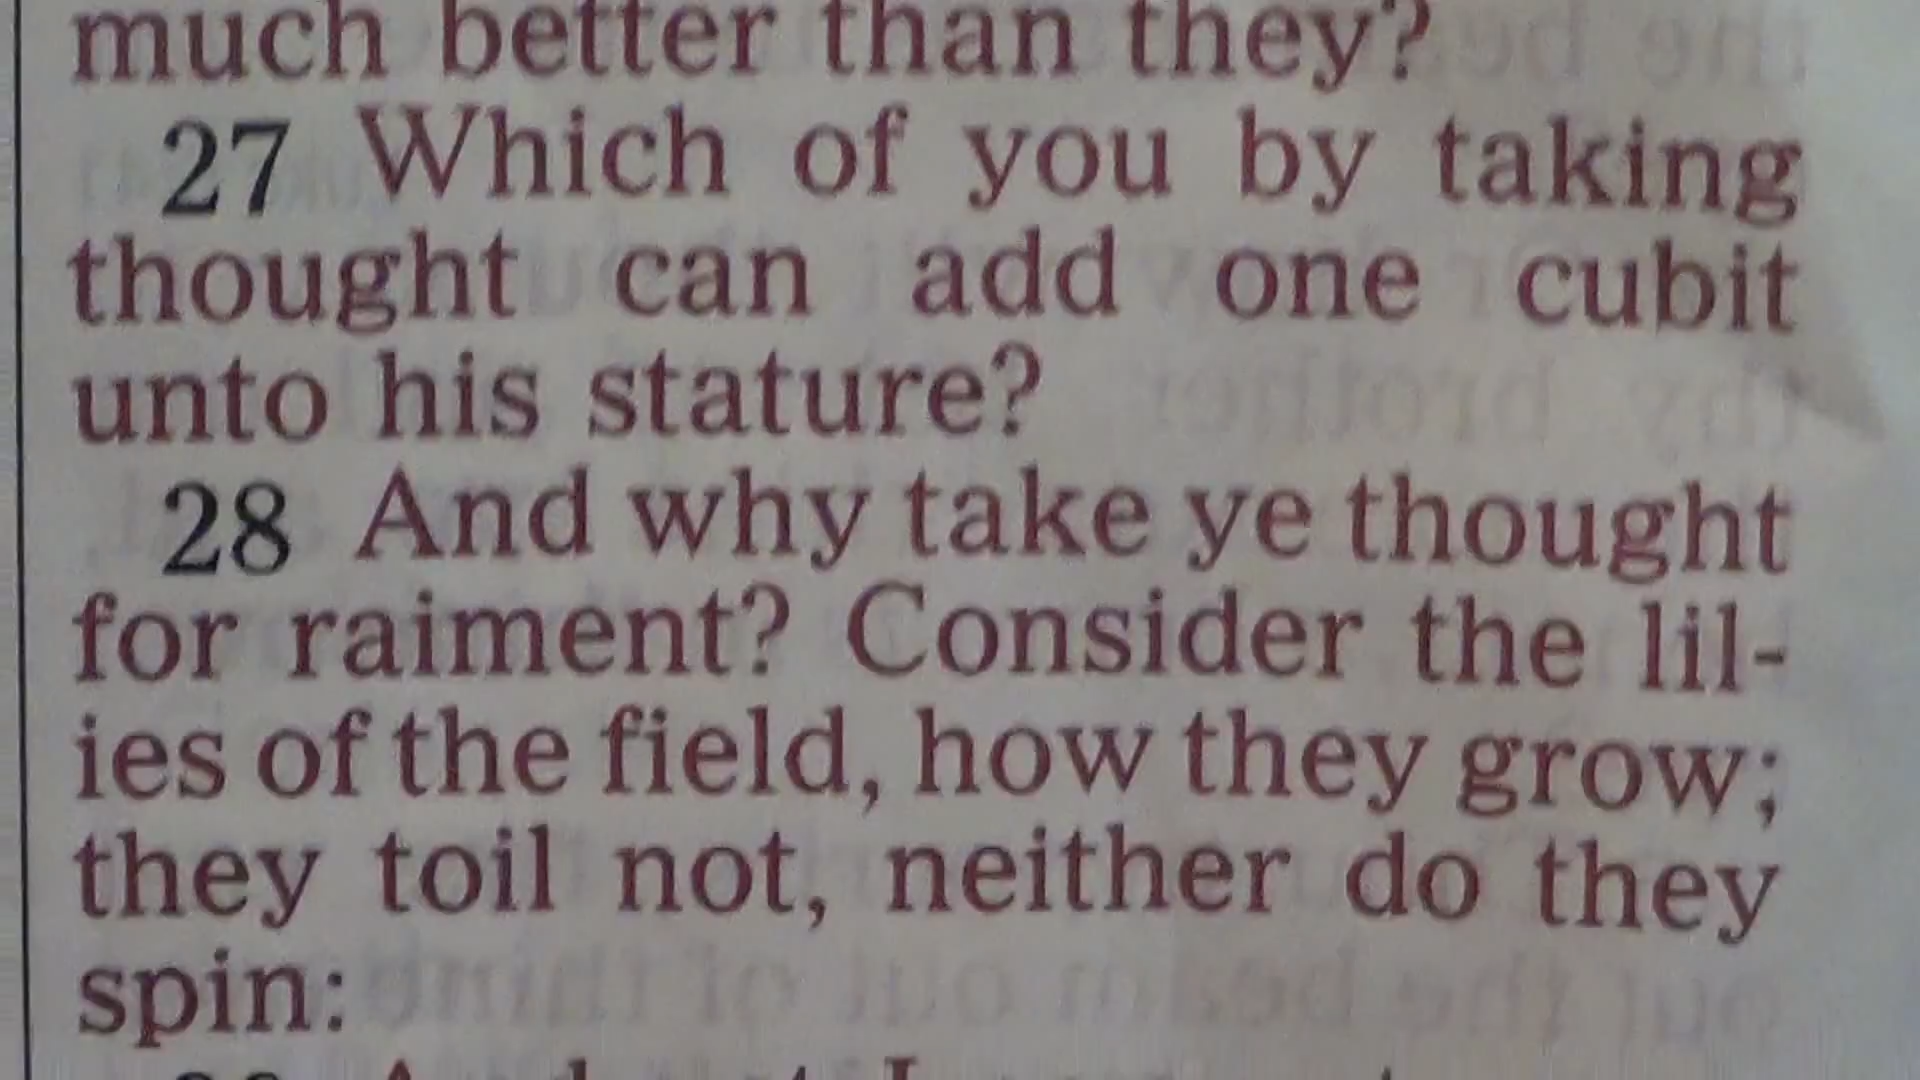 much better than they?
27 Which of you by taking
thought can add one cubit
unto his stature?
28 And why take ye thought
for raiment? Consider the lil-
ies of the field, how they grow;
they toil not, neither do they
spin: